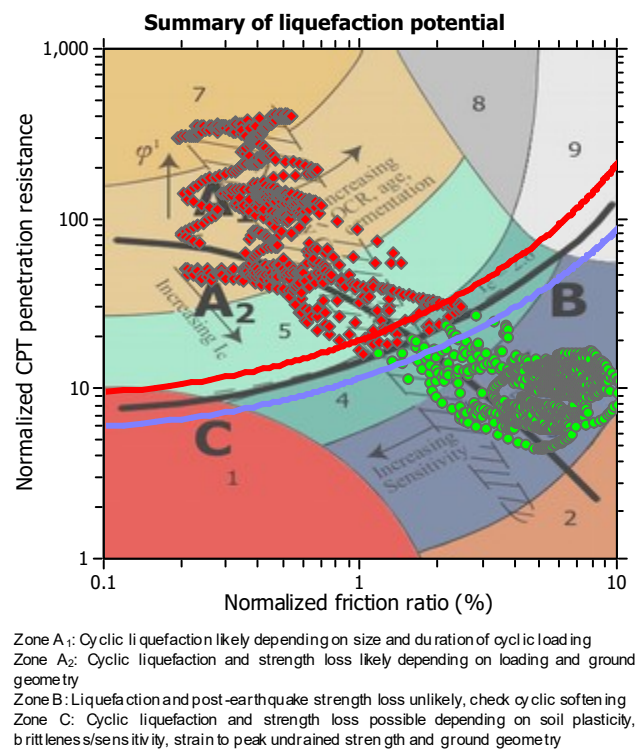 Summary of liquefaction potential
1,000
100
10
1
Normalized CPT penetration resistance
7
8
9
φ'
A
Increasing
OCR, age,
cementation
A2
Increasing Ic
5
B
4
C
1
Increasing
Sensitivity
2
0.1
1
10
Normalized friction ratio (%)
Zone A1: Cyclic liquefaction likely depending on size and duration of cyclic loading
Zone A2: Cyclic liquefaction and strength loss likely depending on loading and ground
geometry
Zone B: Liquefaction and post-earthquake strength loss unlikely, check cyclic softening
Zone C: Cyclic liquefaction and strength loss possible depending on soil plasticity,
brittleness/sensitivity, strain to peak undrained strength and ground geometry